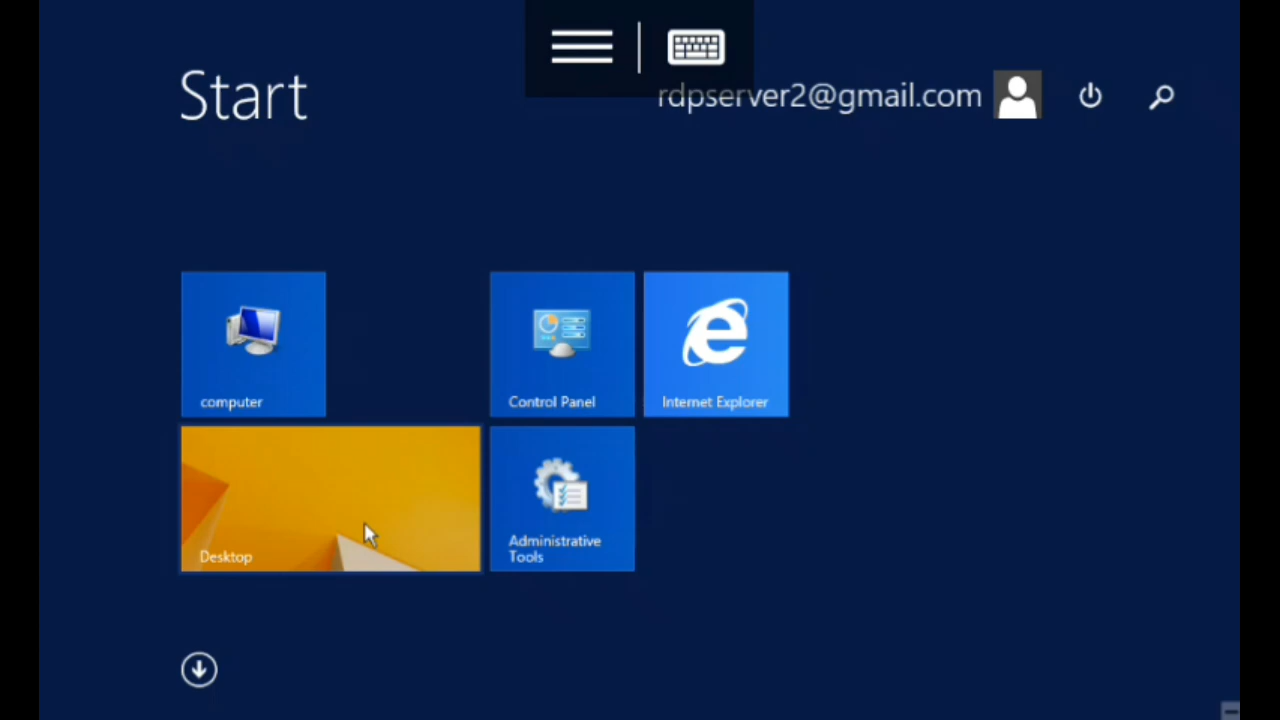 Start
rdpserver2@gmail.com
computer
Control Panel
Internet Explorer
Desktop
Administrative
Tools